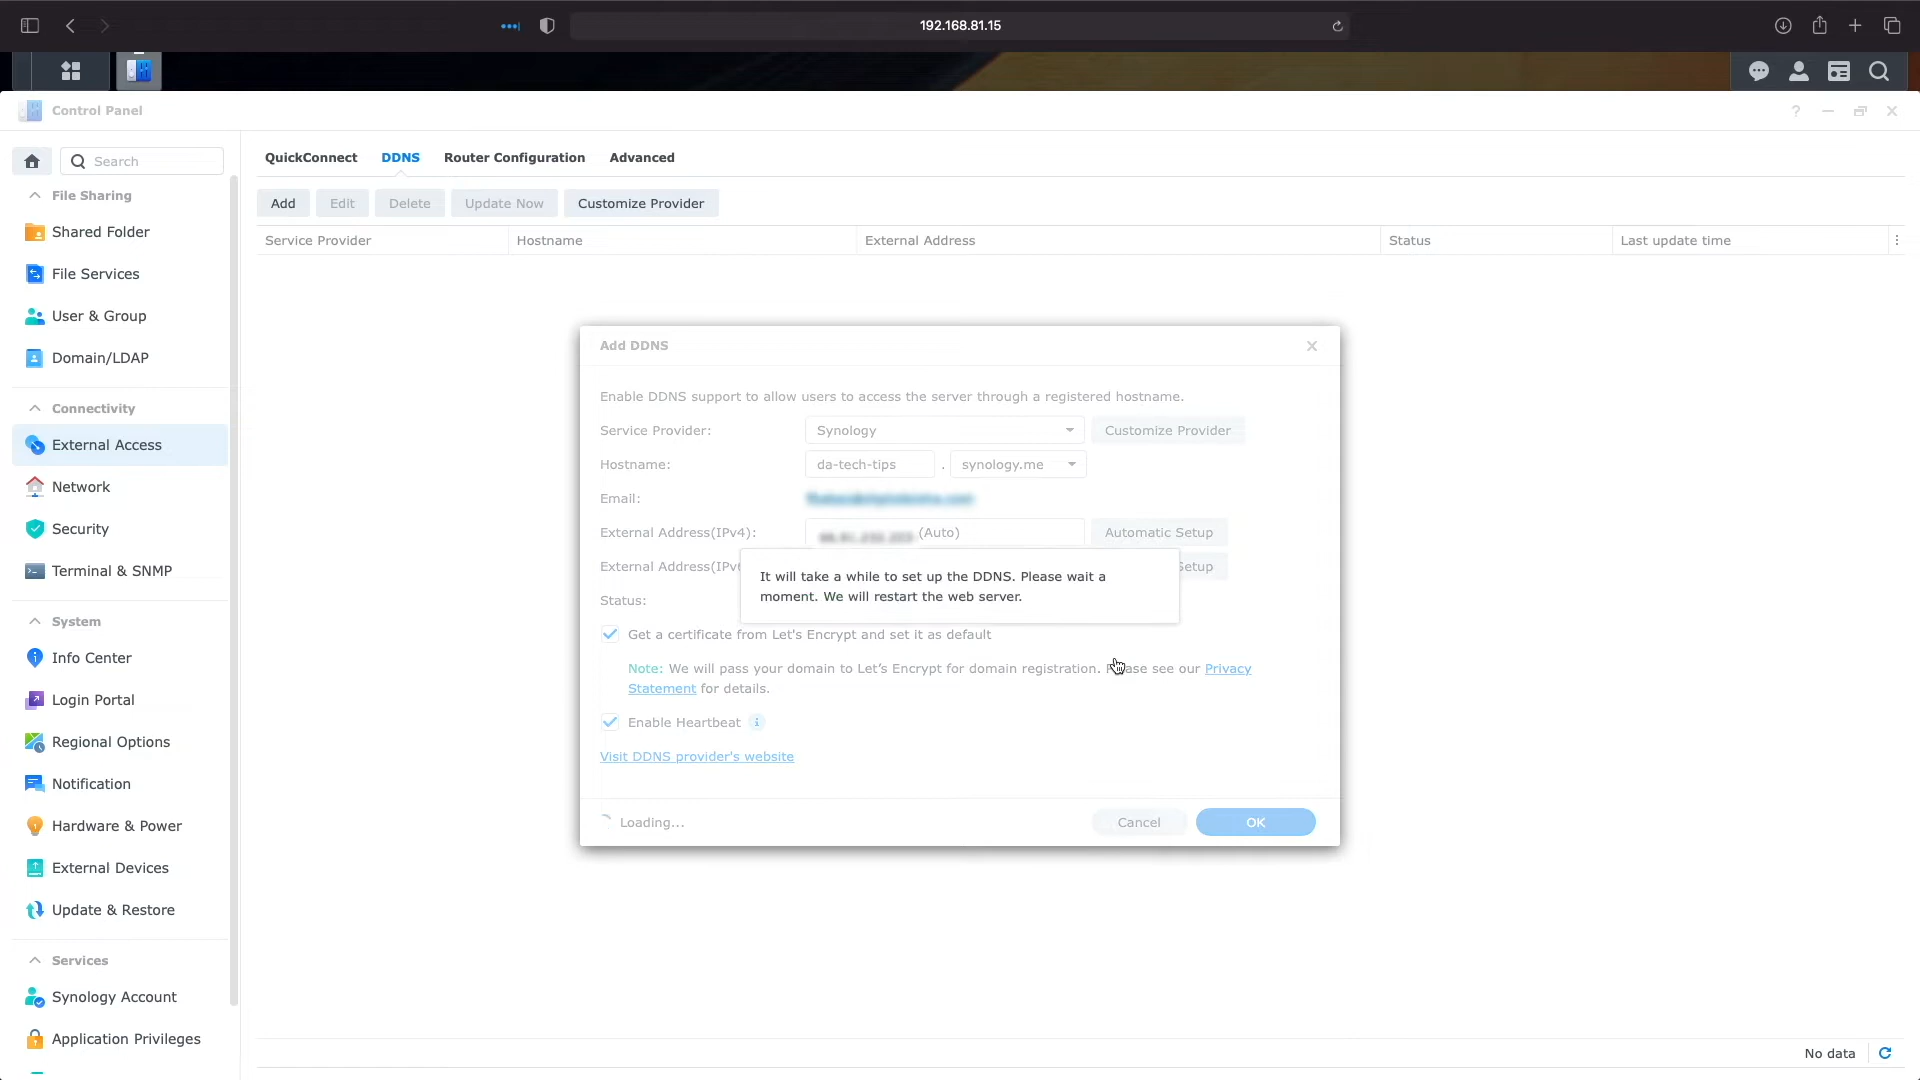 192.168.81.15
Control Panel
Search
QuickConnect DDNS Router Configuration Advanced
Add Edit Delete Update Now Customize Provider
Service Provider Hostname External Address Status Last update time
File Sharing
Shared Folder
File Services
User & Group
Domain/LDAP
Connectivity
External Access
Network
Security
Terminal & SNMP
System
Info Center
Login Portal
Regional Options
Notification
Hardware & Power
External Devices
Update & Restore
Services
Synology Account
Application Privileges
Add DDNS
Enable DDNS support to allow users to access the server through a registered hostname.
Service Provider: Synology Customize Provider
Hostname: da-tech-tips . synology.me
Email:
External Address(IPv4): (Auto) Automatic Setup
External Address(IPv Setup
It will take a while to set up the DDNS. Please wait a
moment. We will restart the web server.
Status:
Get a certificate from Let's Encrypt and set it as default
Note: We will pass your domain to Let's Encrypt for domain registration. see our Privacy
Statement for details.
Enable Heartbeat
Visit DDNS provider's website
Loading... Cancel OK
No data